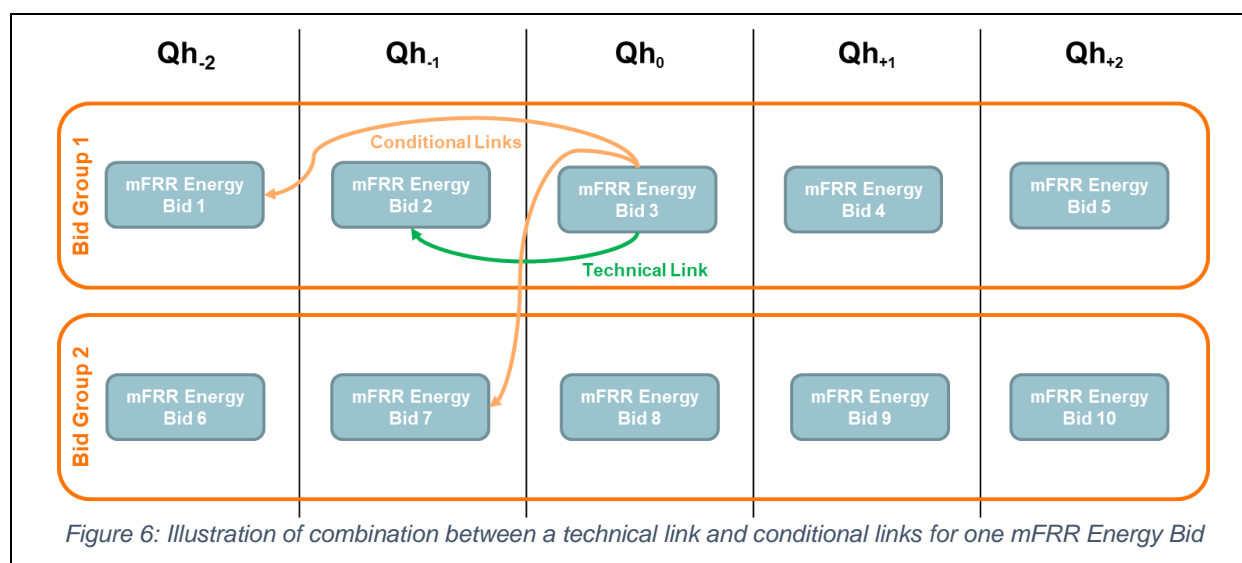 Qh-2 Qh-1 Qh0 Qh+1 Qh+2
Bid Group 1
Conditional Links
mFRR Energy
Bid 1
mFRR Energy
Bid 2
mFRR Energy
Bid 3
mFRR Energy
Bid 4
mFRR Energy
Bid 5
Technical Link
Bid Group 2
mFRR Energy
Bid 6
mFRR Energy
Bid 7
mFRR Energy
Bid 8
mFRR Energy
Bid 9
mFRR Energy
Bid 10
Figure 6: Illustration of combination between a technical link and conditional links for one mFRR Energy Bid